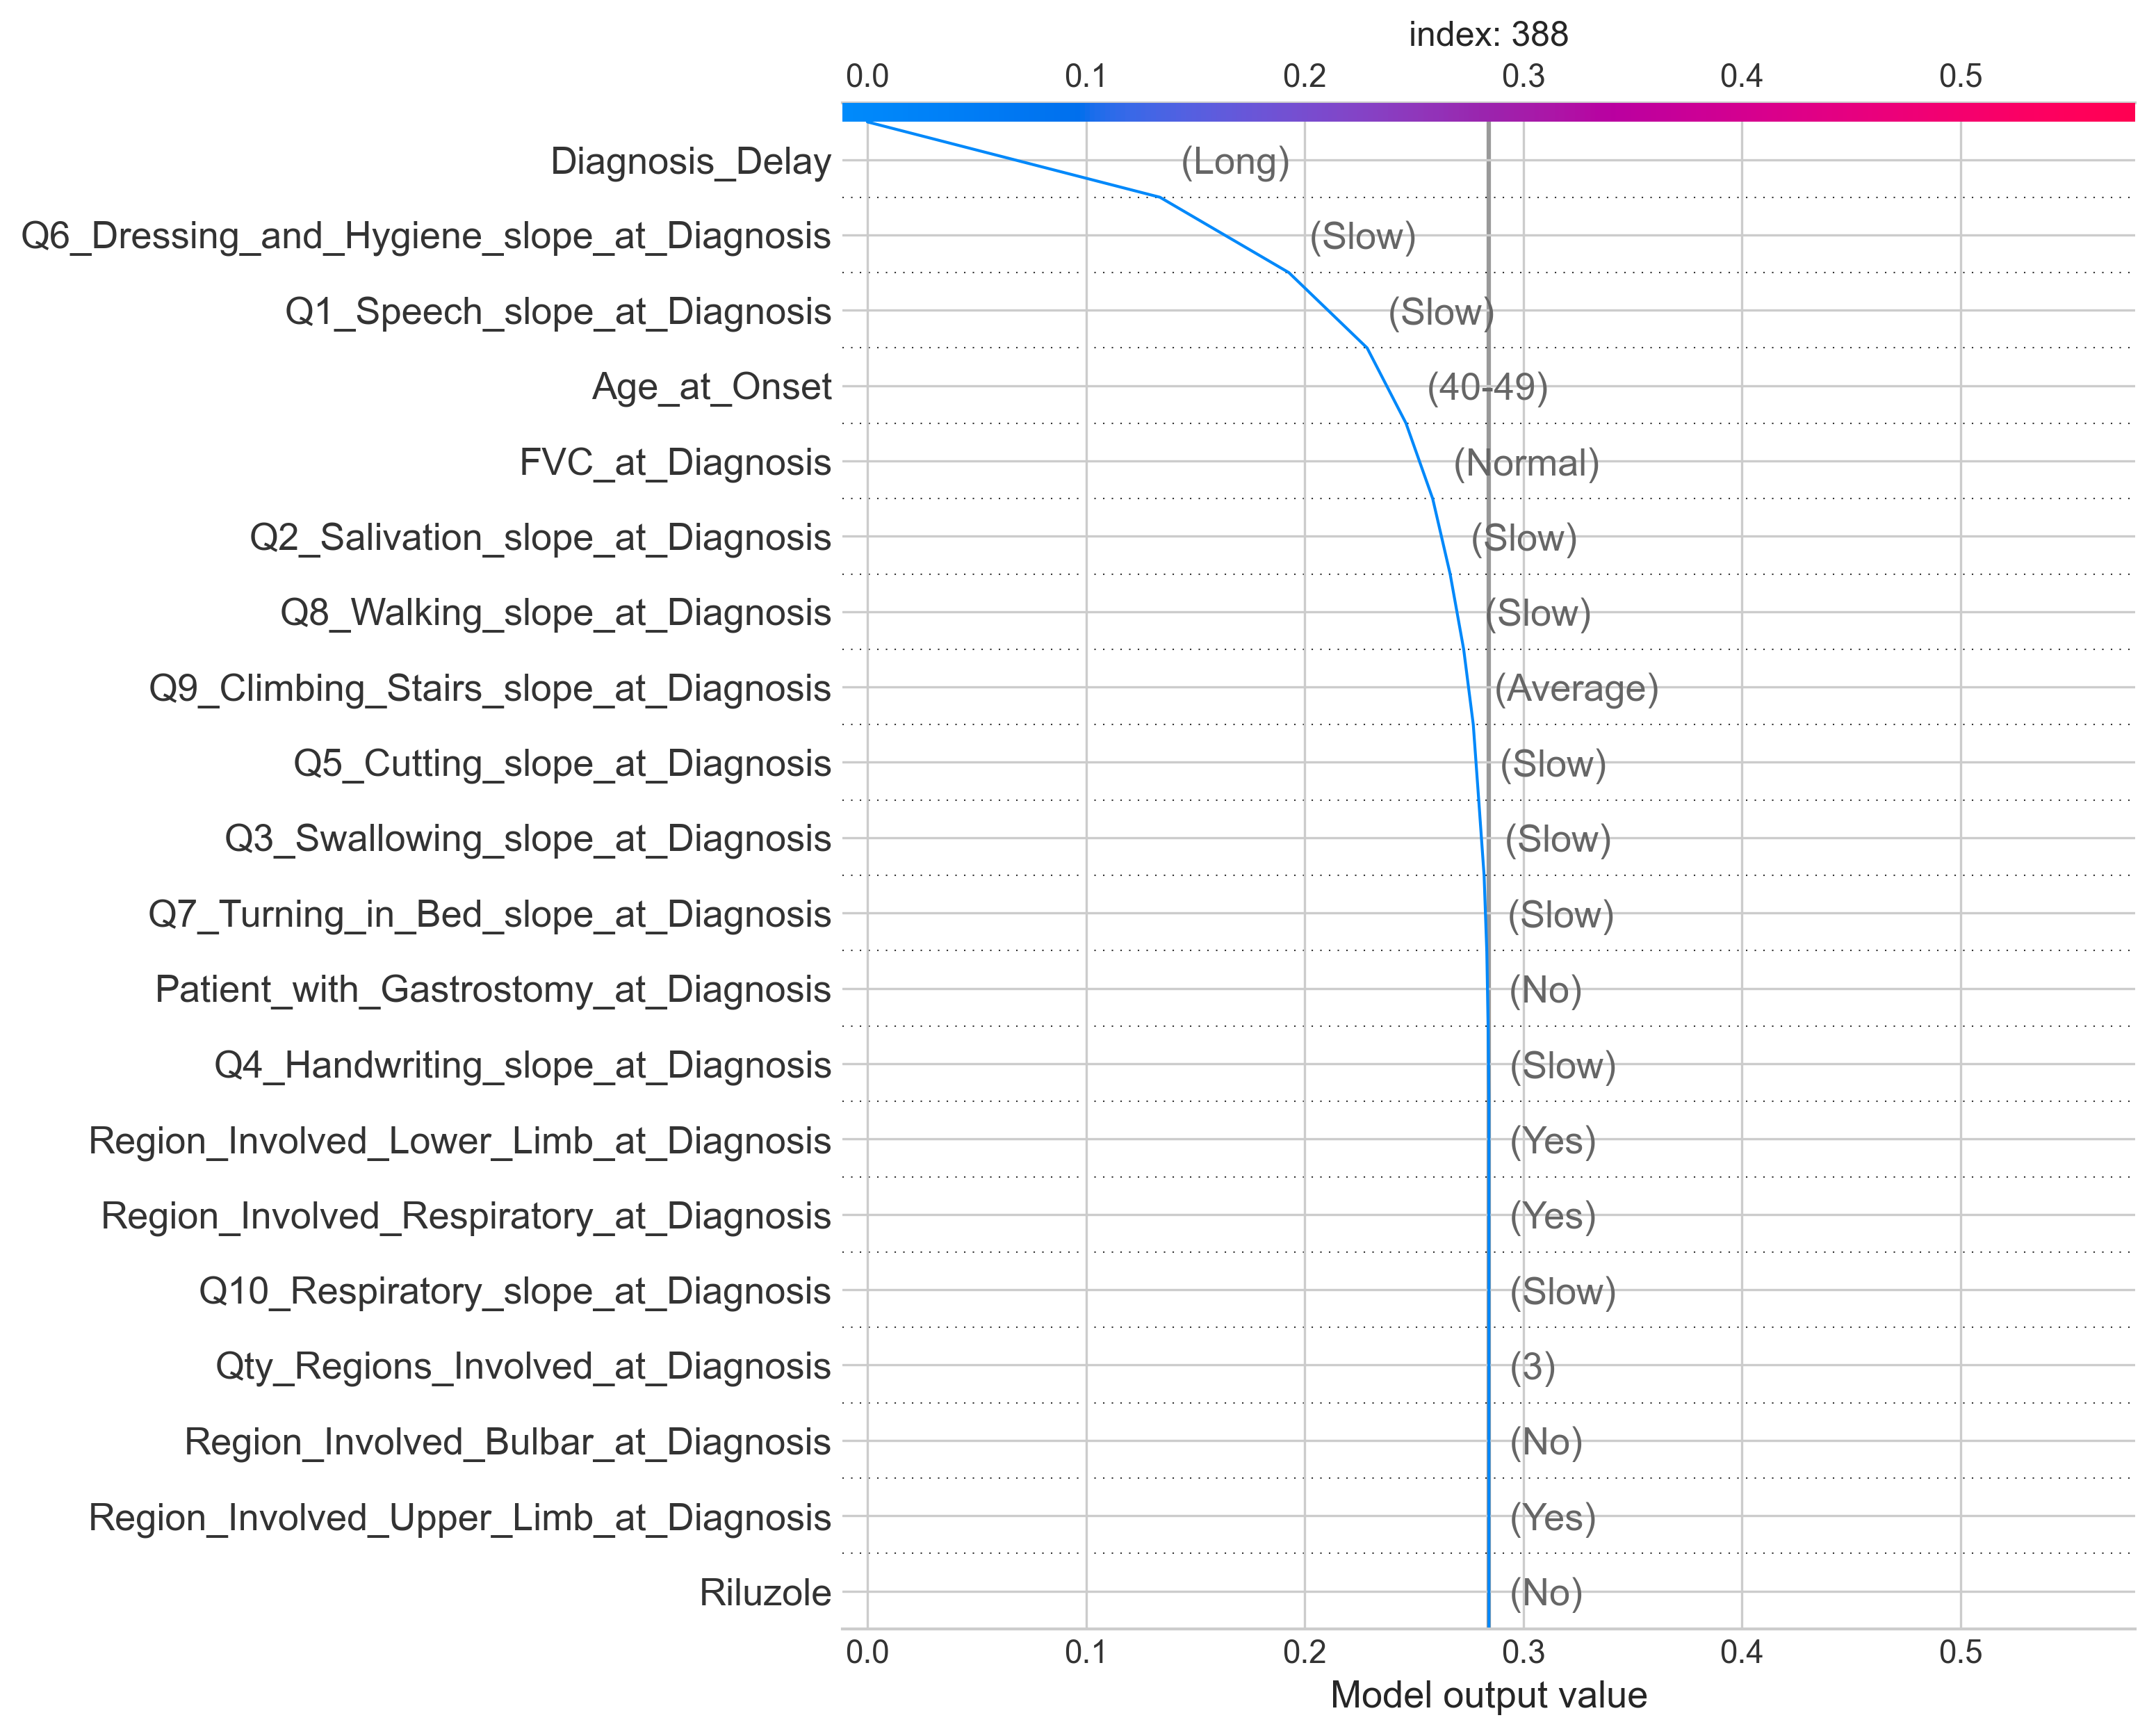 index: 388
0.0 0.1 0.2 0.3 0.4 0.5
Diagnosis_Delay (Long)
Q6_Dressing_and_Hygiene_slope_at_Diagnosis (Slow)
Q1_Speech_slope_at_Diagnosis (Slow)
Age_at_Onset (40-49)
FVC_at_Diagnosis (Normal)
Q2_Salivation_slope_at_Diagnosis (Slow)
Q8_Walking_slope_at_Diagnosis (Slow)
Q9_Climbing_Stairs_slope_at_Diagnosis (Average)
Q5_Cutting_slope_at_Diagnosis (Slow)
Q3_Swallowing_slope_at_Diagnosis (Slow)
Q7_Turning_in_Bed_slope_at_Diagnosis (Slow)
Patient_with_Gastrostomy_at_Diagnosis (No)
Q4_Handwriting_slope_at_Diagnosis (Slow)
Region_Involved_Lower_Limb_at_Diagnosis (Yes)
Region_Involved_Respiratory_at_Diagnosis (Yes)
Q10_Respiratory_slope_at_Diagnosis (Slow)
Qty_Regions_Involved_at_Diagnosis (3)
Region_Involved_Bulbar_at_Diagnosis (No)
Region_Involved_Upper_Limb_at_Diagnosis (Yes)
Riluzole (No)
0.0 0.1 0.2 0.3 0.4 0.5
Model output value